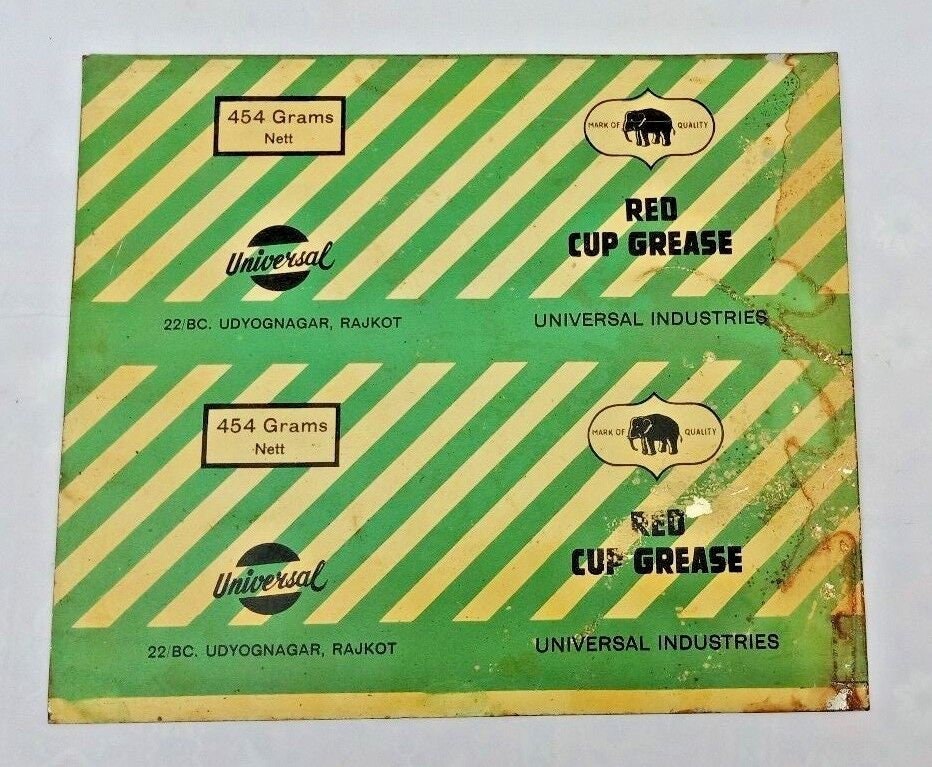 454 Grams
Nett
MARK OF QUALITY
RED
CUP GREASE
Universal
22/BC. UDYOGNAGAR, RAJKOT
UNIVERSAL INDUSTRIES
454 Grams
Nett
MARK OF QUALITY
RED
CUP GREASE
Universal
22/BC. UDYOGNAGAR, RAJKOT
UNIVERSAL INDUSTRIES